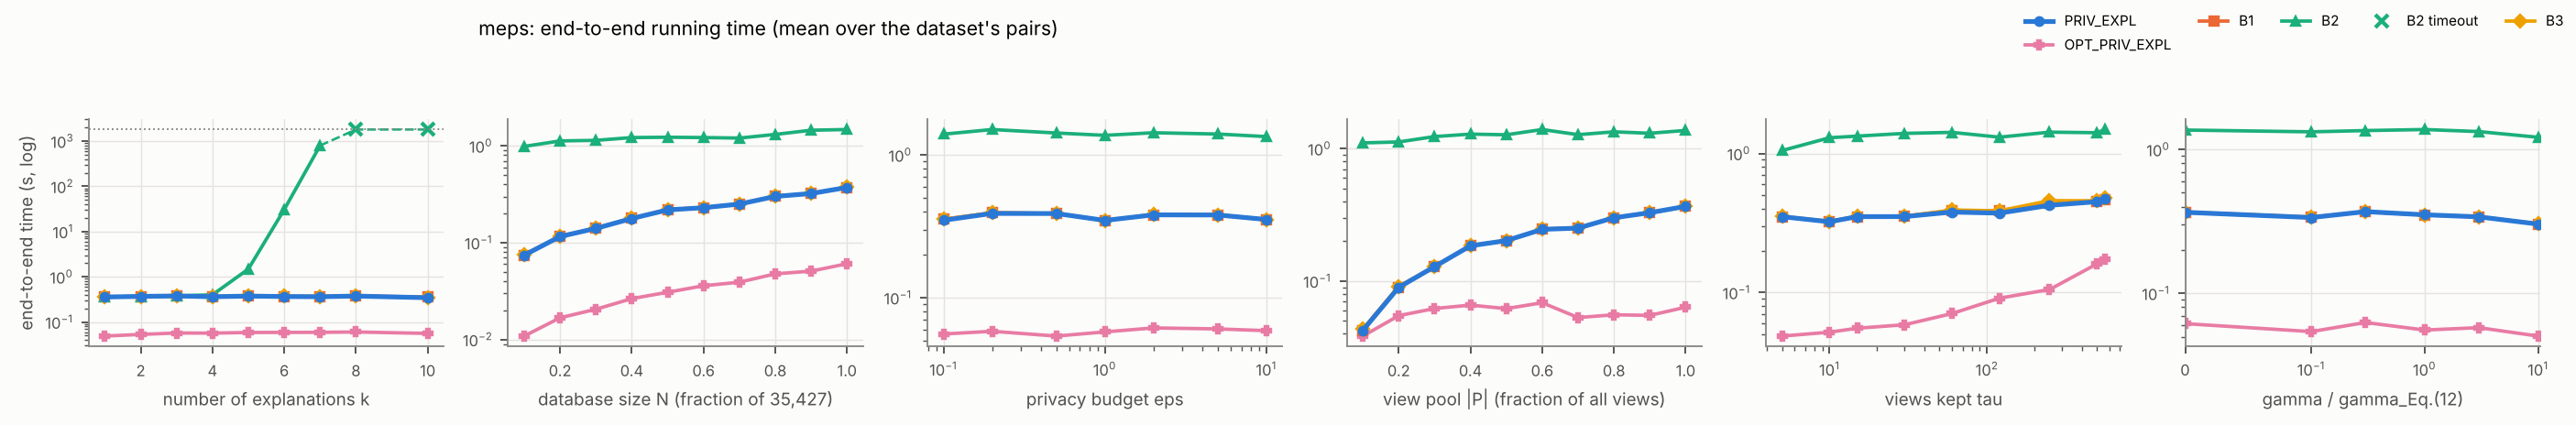 meps: end-to-end running time (mean over the dataset's pairs)
PRIV_EXPL
B1
B2
B2 timeout
B3
OPT_PRIV_EXPL
end-to-end time (s, log)
10³
10²
10¹
10⁰
10⁻¹
2
4
6
8
10
number of explanations k
10⁰
10⁻¹
10⁻²
0.2
0.4
0.6
0.8
1.0
database size N (fraction of 35,427)
10⁰
10⁻¹
10⁻¹
10⁰
10¹
privacy budget eps
10⁰
10⁻¹
0.2
0.4
0.6
0.8
1.0
view pool |P| (fraction of all views)
10⁰
10⁻¹
10¹
10²
views kept tau
10⁰
10⁻¹
0
10⁻¹
10⁰
10¹
gamma / gamma_Eq.(12)